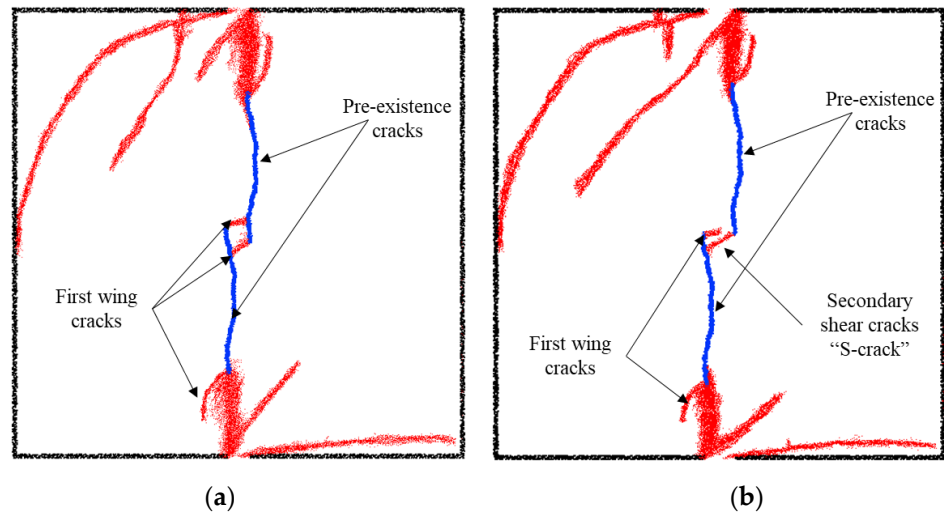 Pre-existence
cracks
First wing
cracks
(a)
Pre-existence
cracks
Secondary
shear cracks
“S-crack”
First wing
cracks
(b)